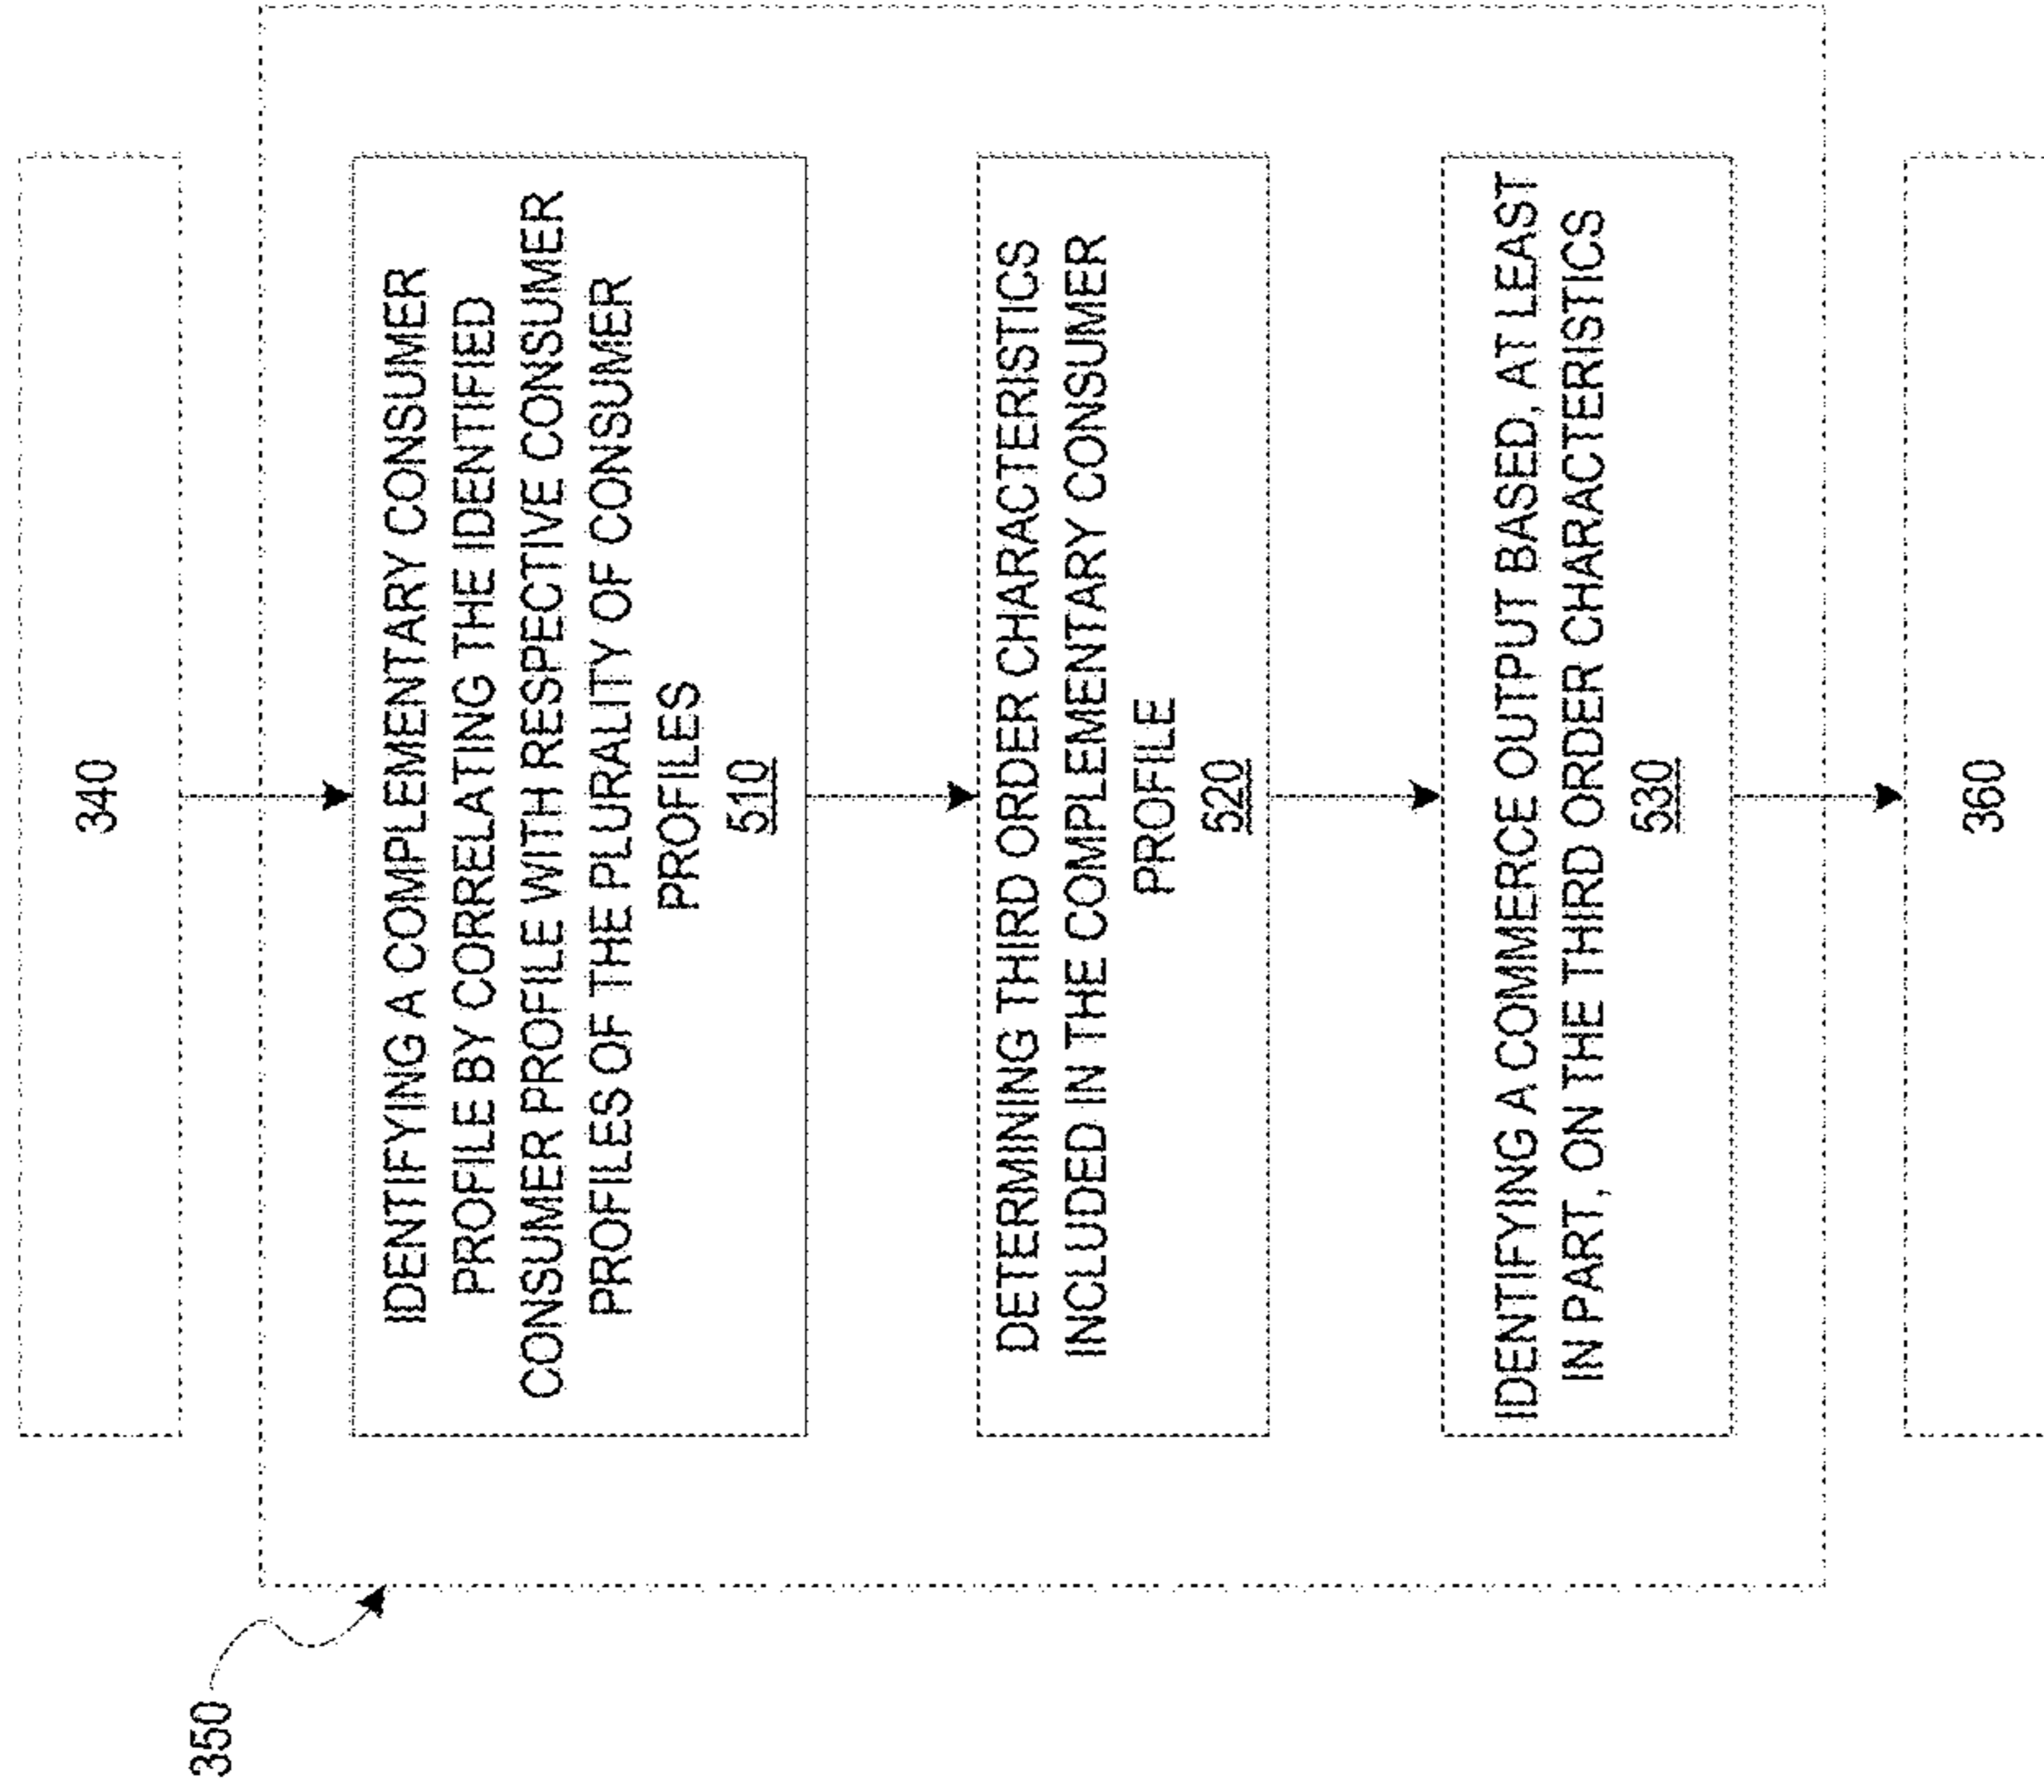 350
340
IDENTIFYING A COMPLEMENTARY CONSUMER
PROFILE BY CORRELATING THE IDENTIFIED
CONSUMER PROFILE WITH RESPECTIVE CONSUMER
PROFILES OF THE PLURALITY OF CONSUMER
PROFILES
510
DETERMINING THIRD ORDER CHARACTERISTICS
INCLUDED IN THE COMPLEMENTARY CONSUMER
PROFILE
520
IDENTIFYING A COMMERCE OUTPUT BASED, AT LEAST
IN PART, ON THE THIRD ORDER CHARACTERISTICS
530
360